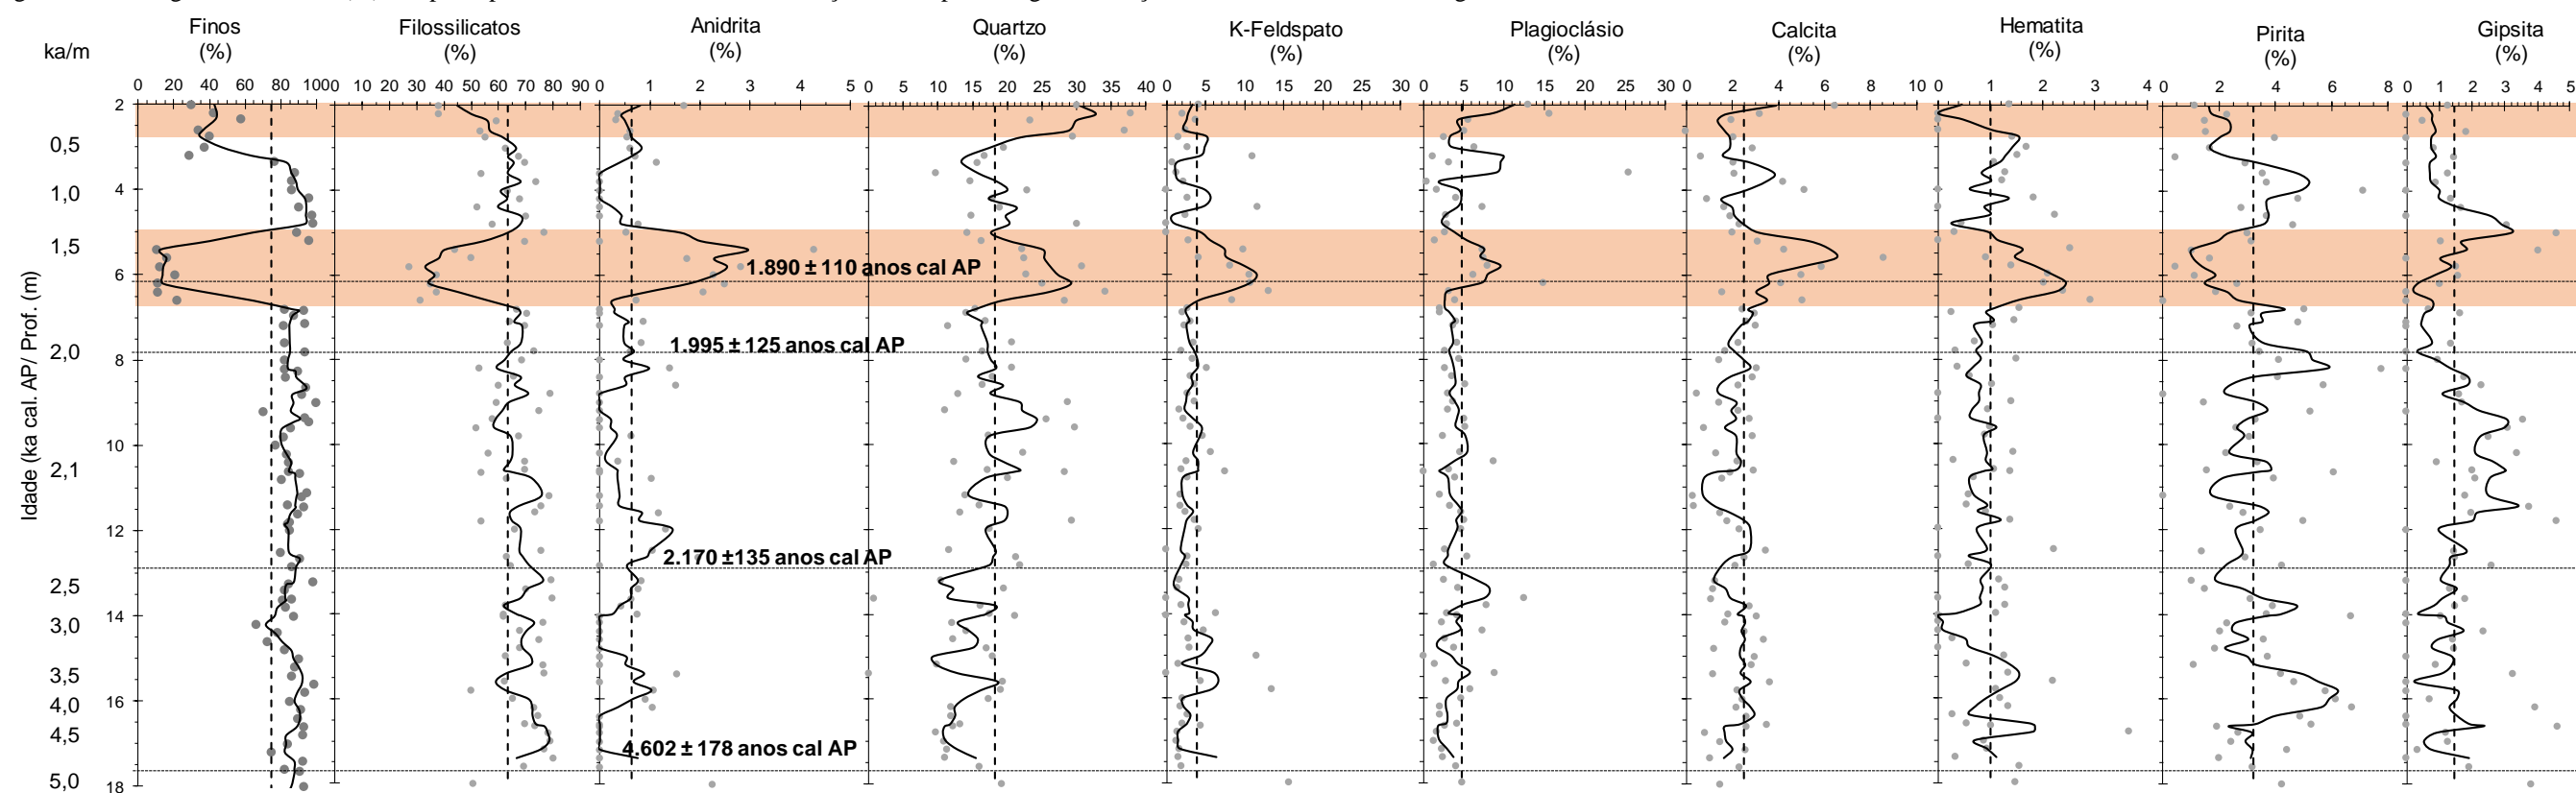 Finos
(%)
Filossilicatos
(%)
Anidrita
(%)
Quartzo
(%)
K-Feldspato
(%)
Plagioclásio
(%)
Calcita
(%)
Hematita
(%)
Pirita
(%)
Gipsita
(%)
ka/m
0 20 40 60 80 100
0 10 20 30 40 50 60 70 80 90
0 1 2 3 4 5
0 5 10 15 20 25 30 35 40
0 5 10 15 20 25 30
0 5 10 15 20 25 30
0 2 4 6 8 10
0 1 2 3 4
0 2 4 6 8
0 1 2 3 4 5
Idade (ka cal. AP/ Prof. (m)
2
0,5
4
1,0
1,5
6
1.890 ± 110 anos cal AP
1.995 ± 125 anos cal AP
2,0
8
10
2,1
12
2.170 ±135 anos cal AP
2,5
14
3,0
3,5
16
4,0
4,5
4.602 ± 178 anos cal AP
5,0
18